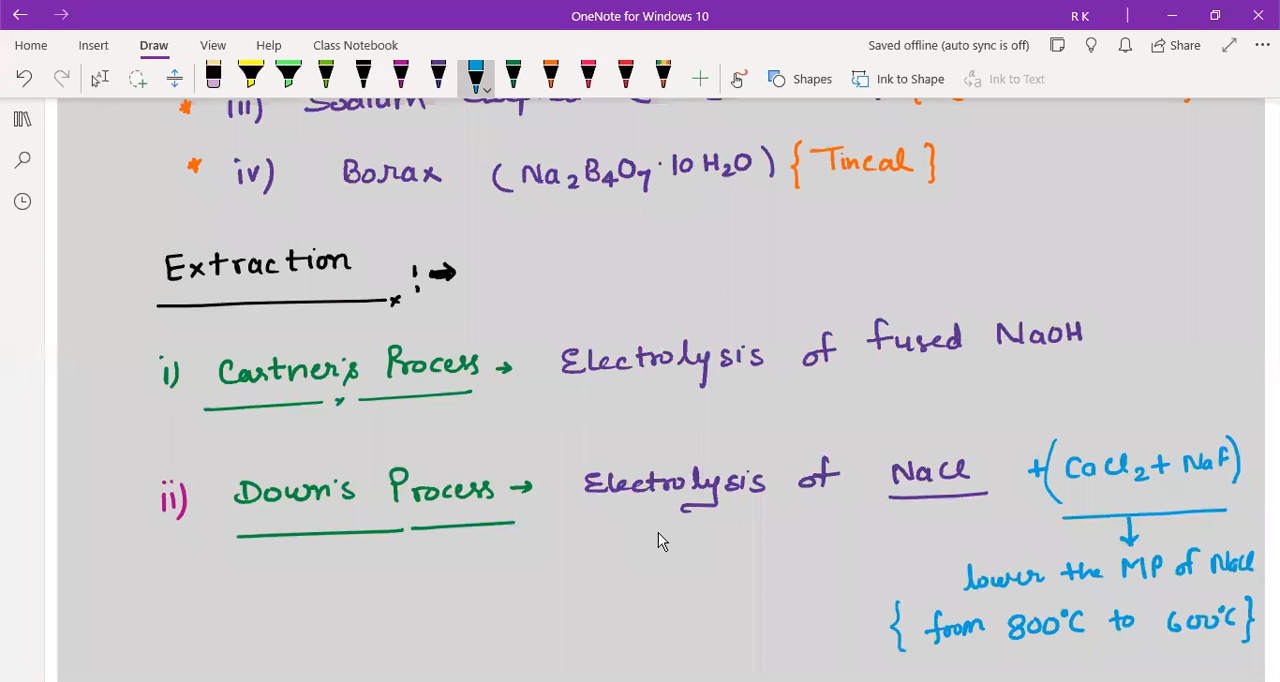 OneNote for Windows 10
R K
Home Insert Draw View Help Class Notebook
Saved offline (auto sync is off)
Share
Shapes
Ink to Shape
Ink to Text
* iii) Sodium
* iv) Borax (Na2B4O7·10H2O) {Tincal}
Extraction :→
i) Castner's Process → Electrolysis of fused NaOH
ii) Down's Process → Electrolysis of NaCl +(CaCl2 + NaF)
lower the MP of NaCl
{from 800°C to 600°C}